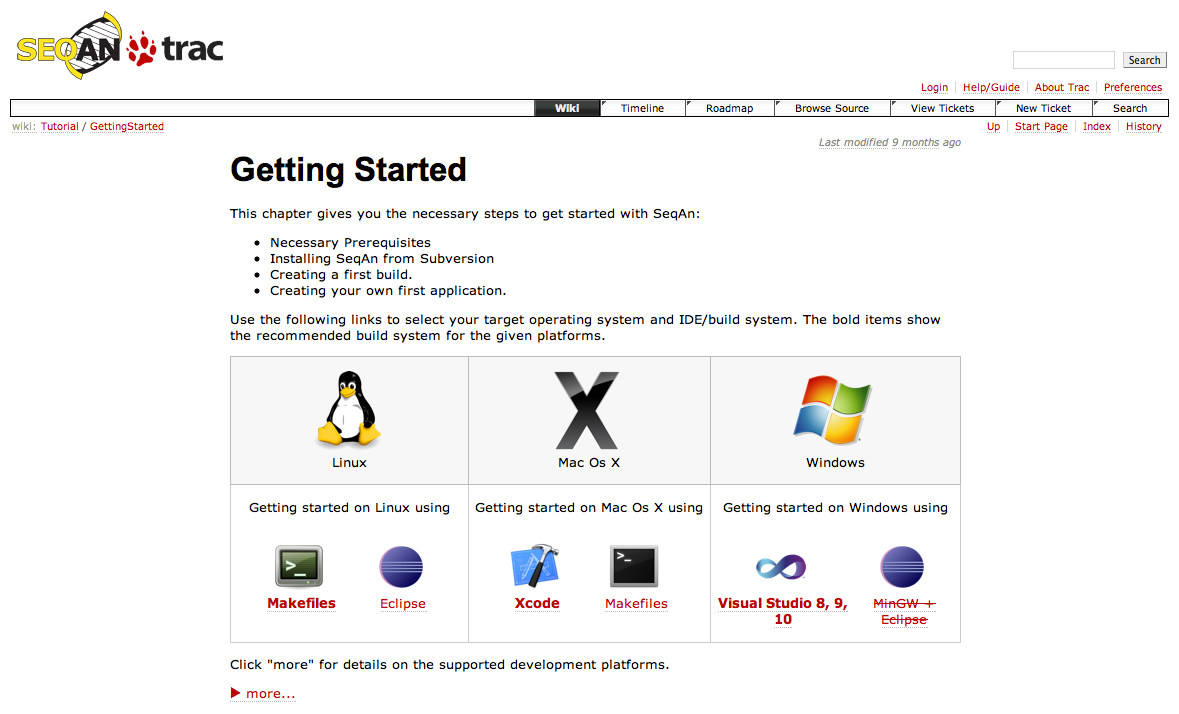 SEQAN trac
Search
Login Help/Guide About Trac Preferences
Wiki Timeline Roadmap Browse Source View Tickets New Ticket Search
wiki: Tutorial / GettingStarted Up Start Page Index History
Last modified 9 months ago
Getting Started
This chapter gives you the necessary steps to get started with SeqAn:
• Necessary Prerequisites
• Installing SeqAn from Subversion
• Creating a first build.
• Creating your own first application.
Use the following links to select your target operating system and IDE/build system. The bold items show
the recommended build system for the given platforms.
Linux Mac Os X Windows
Getting started on Linux using Getting started on Mac Os X using Getting started on Windows using
>_ >_
Makefiles Eclipse Xcode Makefiles Visual Studio 8, 9, MinGW +
10 Eclipse
Click "more" for details on the supported development platforms.
more...